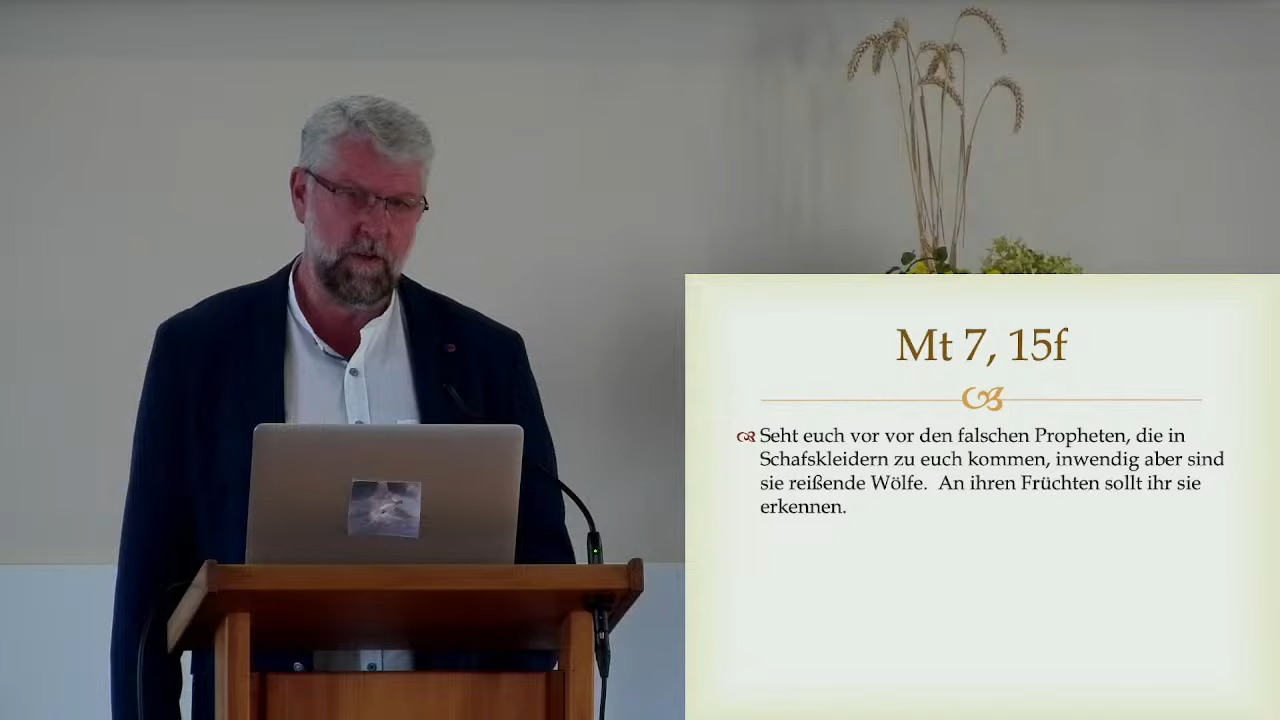 Mt 7, 15f
Seht euch vor vor den falschen Propheten, die in
Schafskleidern zu euch kommen, inwendig aber sind
sie reißende Wölfe.  An ihren Früchten sollt ihr sie
erkennen.